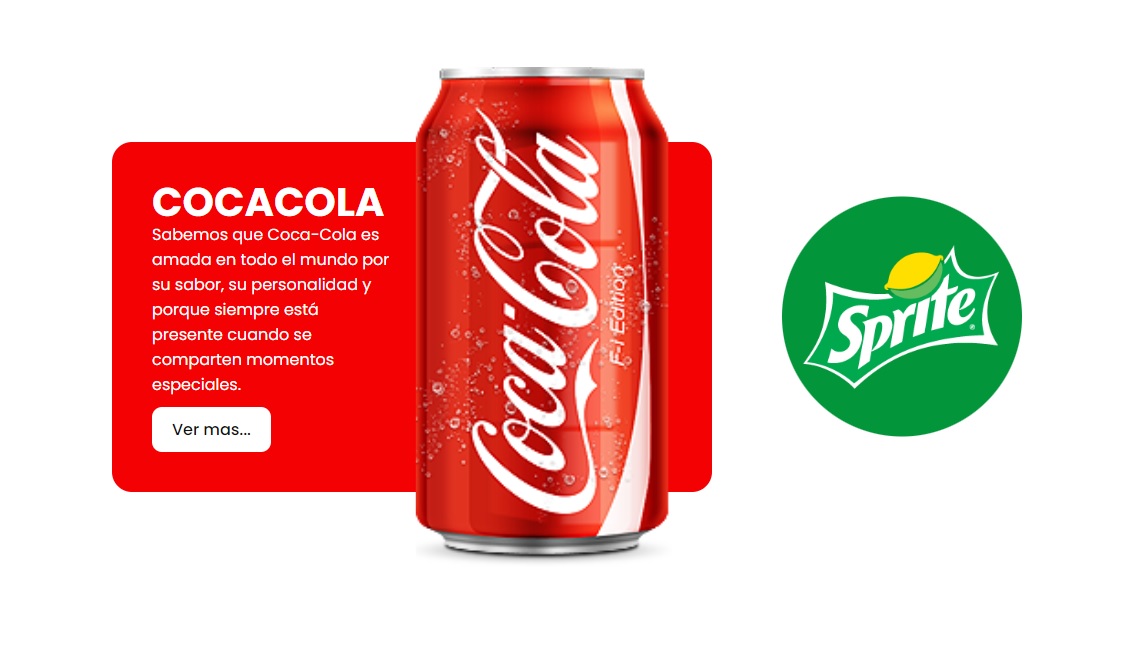 COCACOLA
Sabemos que Coca-Cola es
amada en todo el mundo por
su sabor, su personalidad y
porque siempre está
presente cuando se
comparten momentos
especiales.
Ver mas...
Coca-Cola
F-1 Edition
Sprite
®